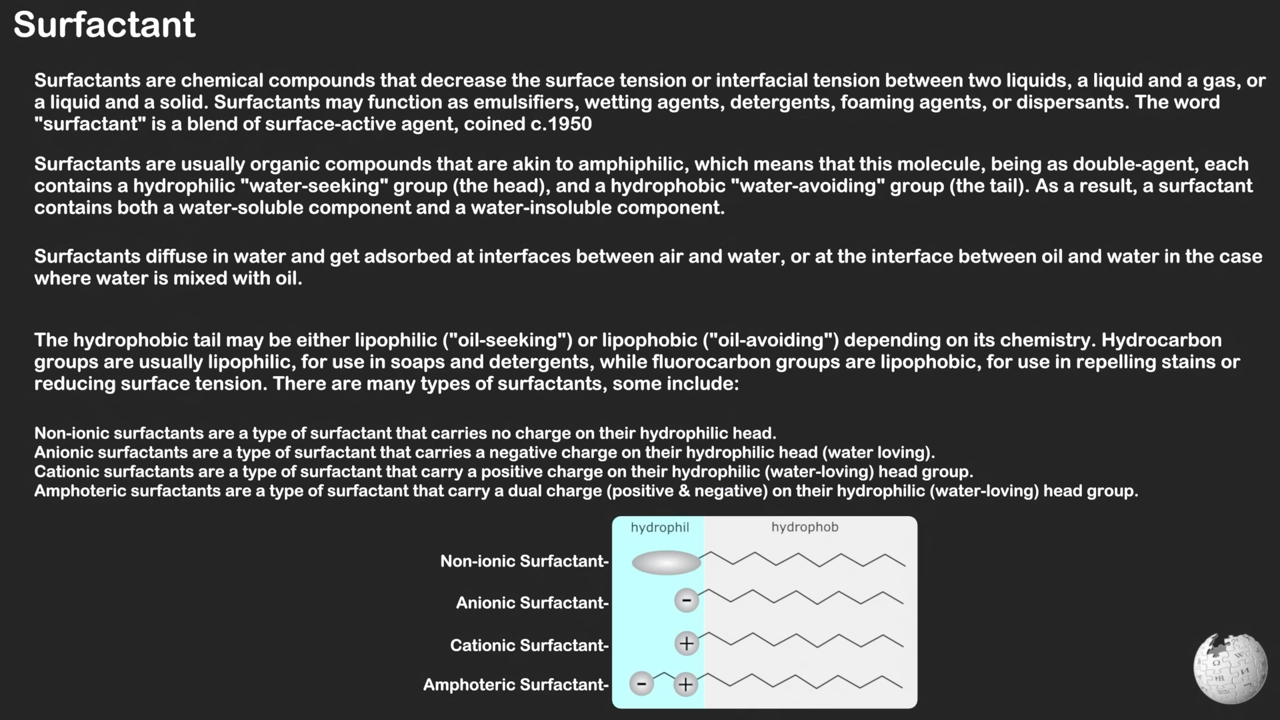 Surfactant
Surfactants are chemical compounds that decrease the surface tension or interfacial tension between two liquids, a liquid and a gas, or
a liquid and a solid. Surfactants may function as emulsifiers, wetting agents, detergents, foaming agents, or dispersants. The word
"surfactant" is a blend of surface-active agent, coined c.1950
Surfactants are usually organic compounds that are akin to amphiphilic, which means that this molecule, being as double-agent, each
contains a hydrophilic "water-seeking" group (the head), and a hydrophobic "water-avoiding" group (the tail). As a result, a surfactant
contains both a water-soluble component and a water-insoluble component.
Surfactants diffuse in water and get adsorbed at interfaces between air and water, or at the interface between oil and water in the case
where water is mixed with oil.
The hydrophobic tail may be either lipophilic ("oil-seeking") or lipophobic ("oil-avoiding") depending on its chemistry. Hydrocarbon
groups are usually lipophilic, for use in soaps and detergents, while fluorocarbon groups are lipophobic, for use in repelling stains or
reducing surface tension. There are many types of surfactants, some include:
Non-ionic surfactants are a type of surfactant that carries no charge on their hydrophilic head.
Anionic surfactants are a type of surfactant that carries a negative charge on their hydrophilic head (water loving).
Cationic surfactants are a type of surfactant that carry a positive charge on their hydrophilic (water-loving) head group.
Amphoteric surfactants are a type of surfactant that carry a dual charge (positive & negative) on their hydrophilic (water-loving) head group.
hydrophil hydrophob
Non-ionic Surfactant-
Anionic Surfactant- -
Cationic Surfactant- +
Amphoteric Surfactant- - +